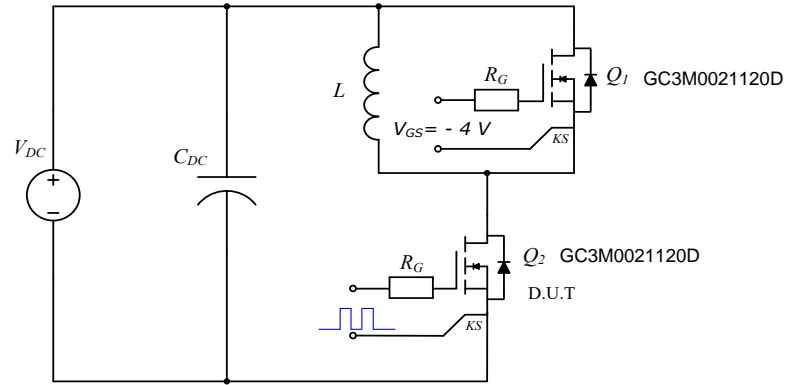 R_G
Q_1 GC3M0021120D
L
V_GS = - 4 V
KS
V_DC
+
−
C_DC
R_G
Q_2 GC3M0021120D
D.U.T
KS